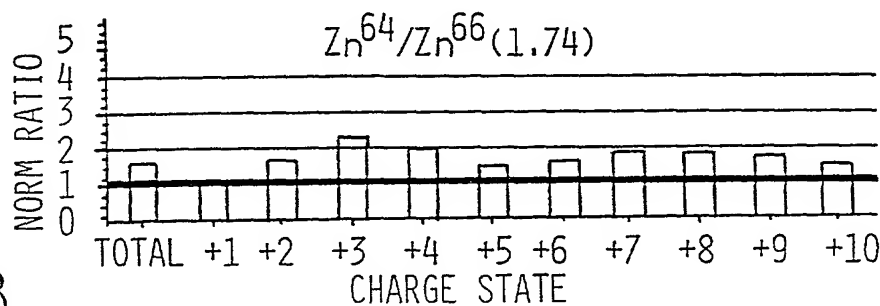 Zn64/Zn66(1.74)
NORM RATIO
5
4
3
2
1
0
TOTAL +1 +2 +3 +4 +5 +6 +7 +8 +9 +10
CHARGE STATE